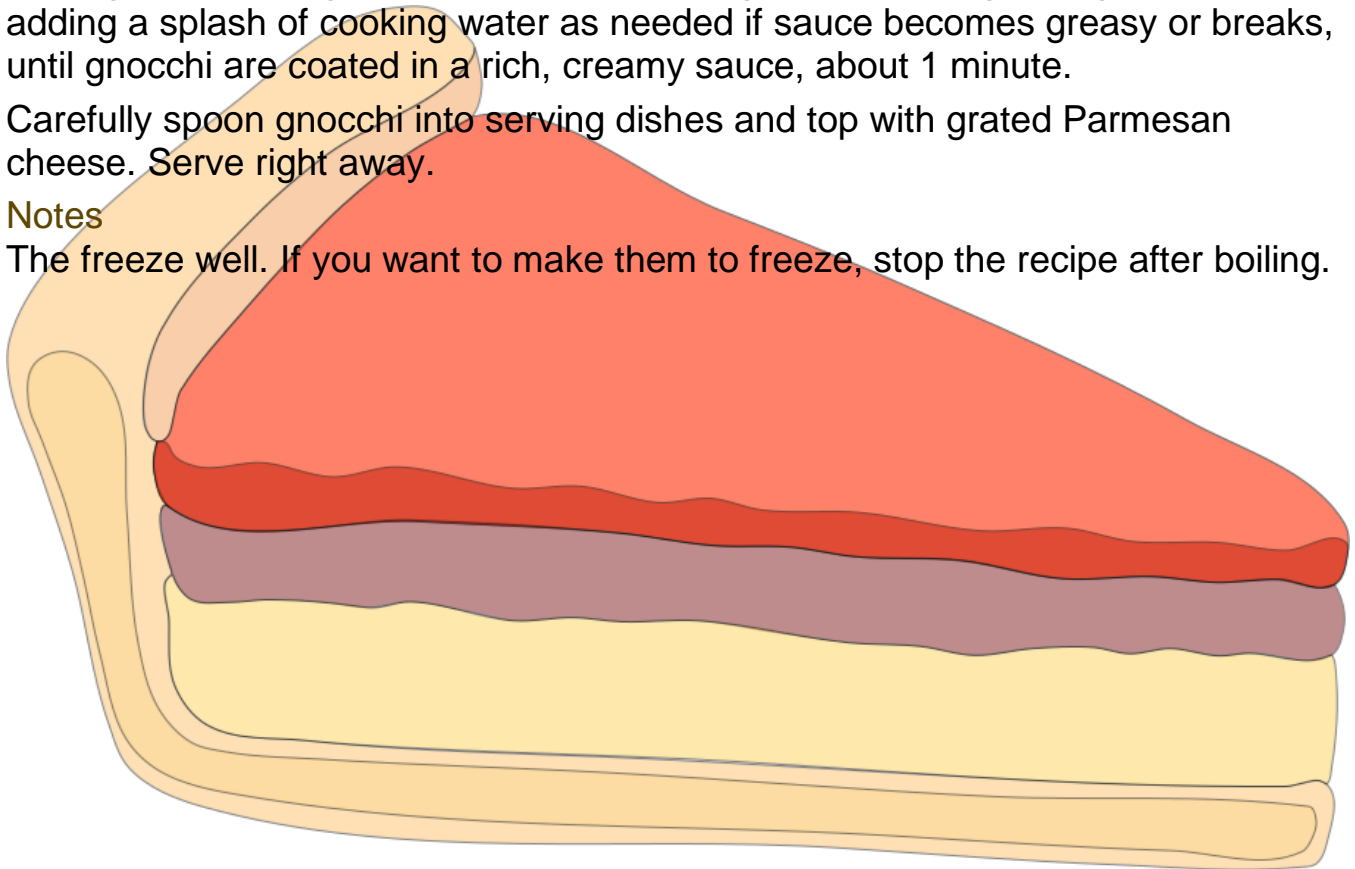 adding a splash of cooking water as needed if sauce becomes greasy or breaks,
until gnocchi are coated in a rich, creamy sauce, about 1 minute.
Carefully spoon gnocchi into serving dishes and top with grated Parmesan
cheese. Serve right away.
Notes
The freeze well. If you want to make them to freeze, stop the recipe after boiling.